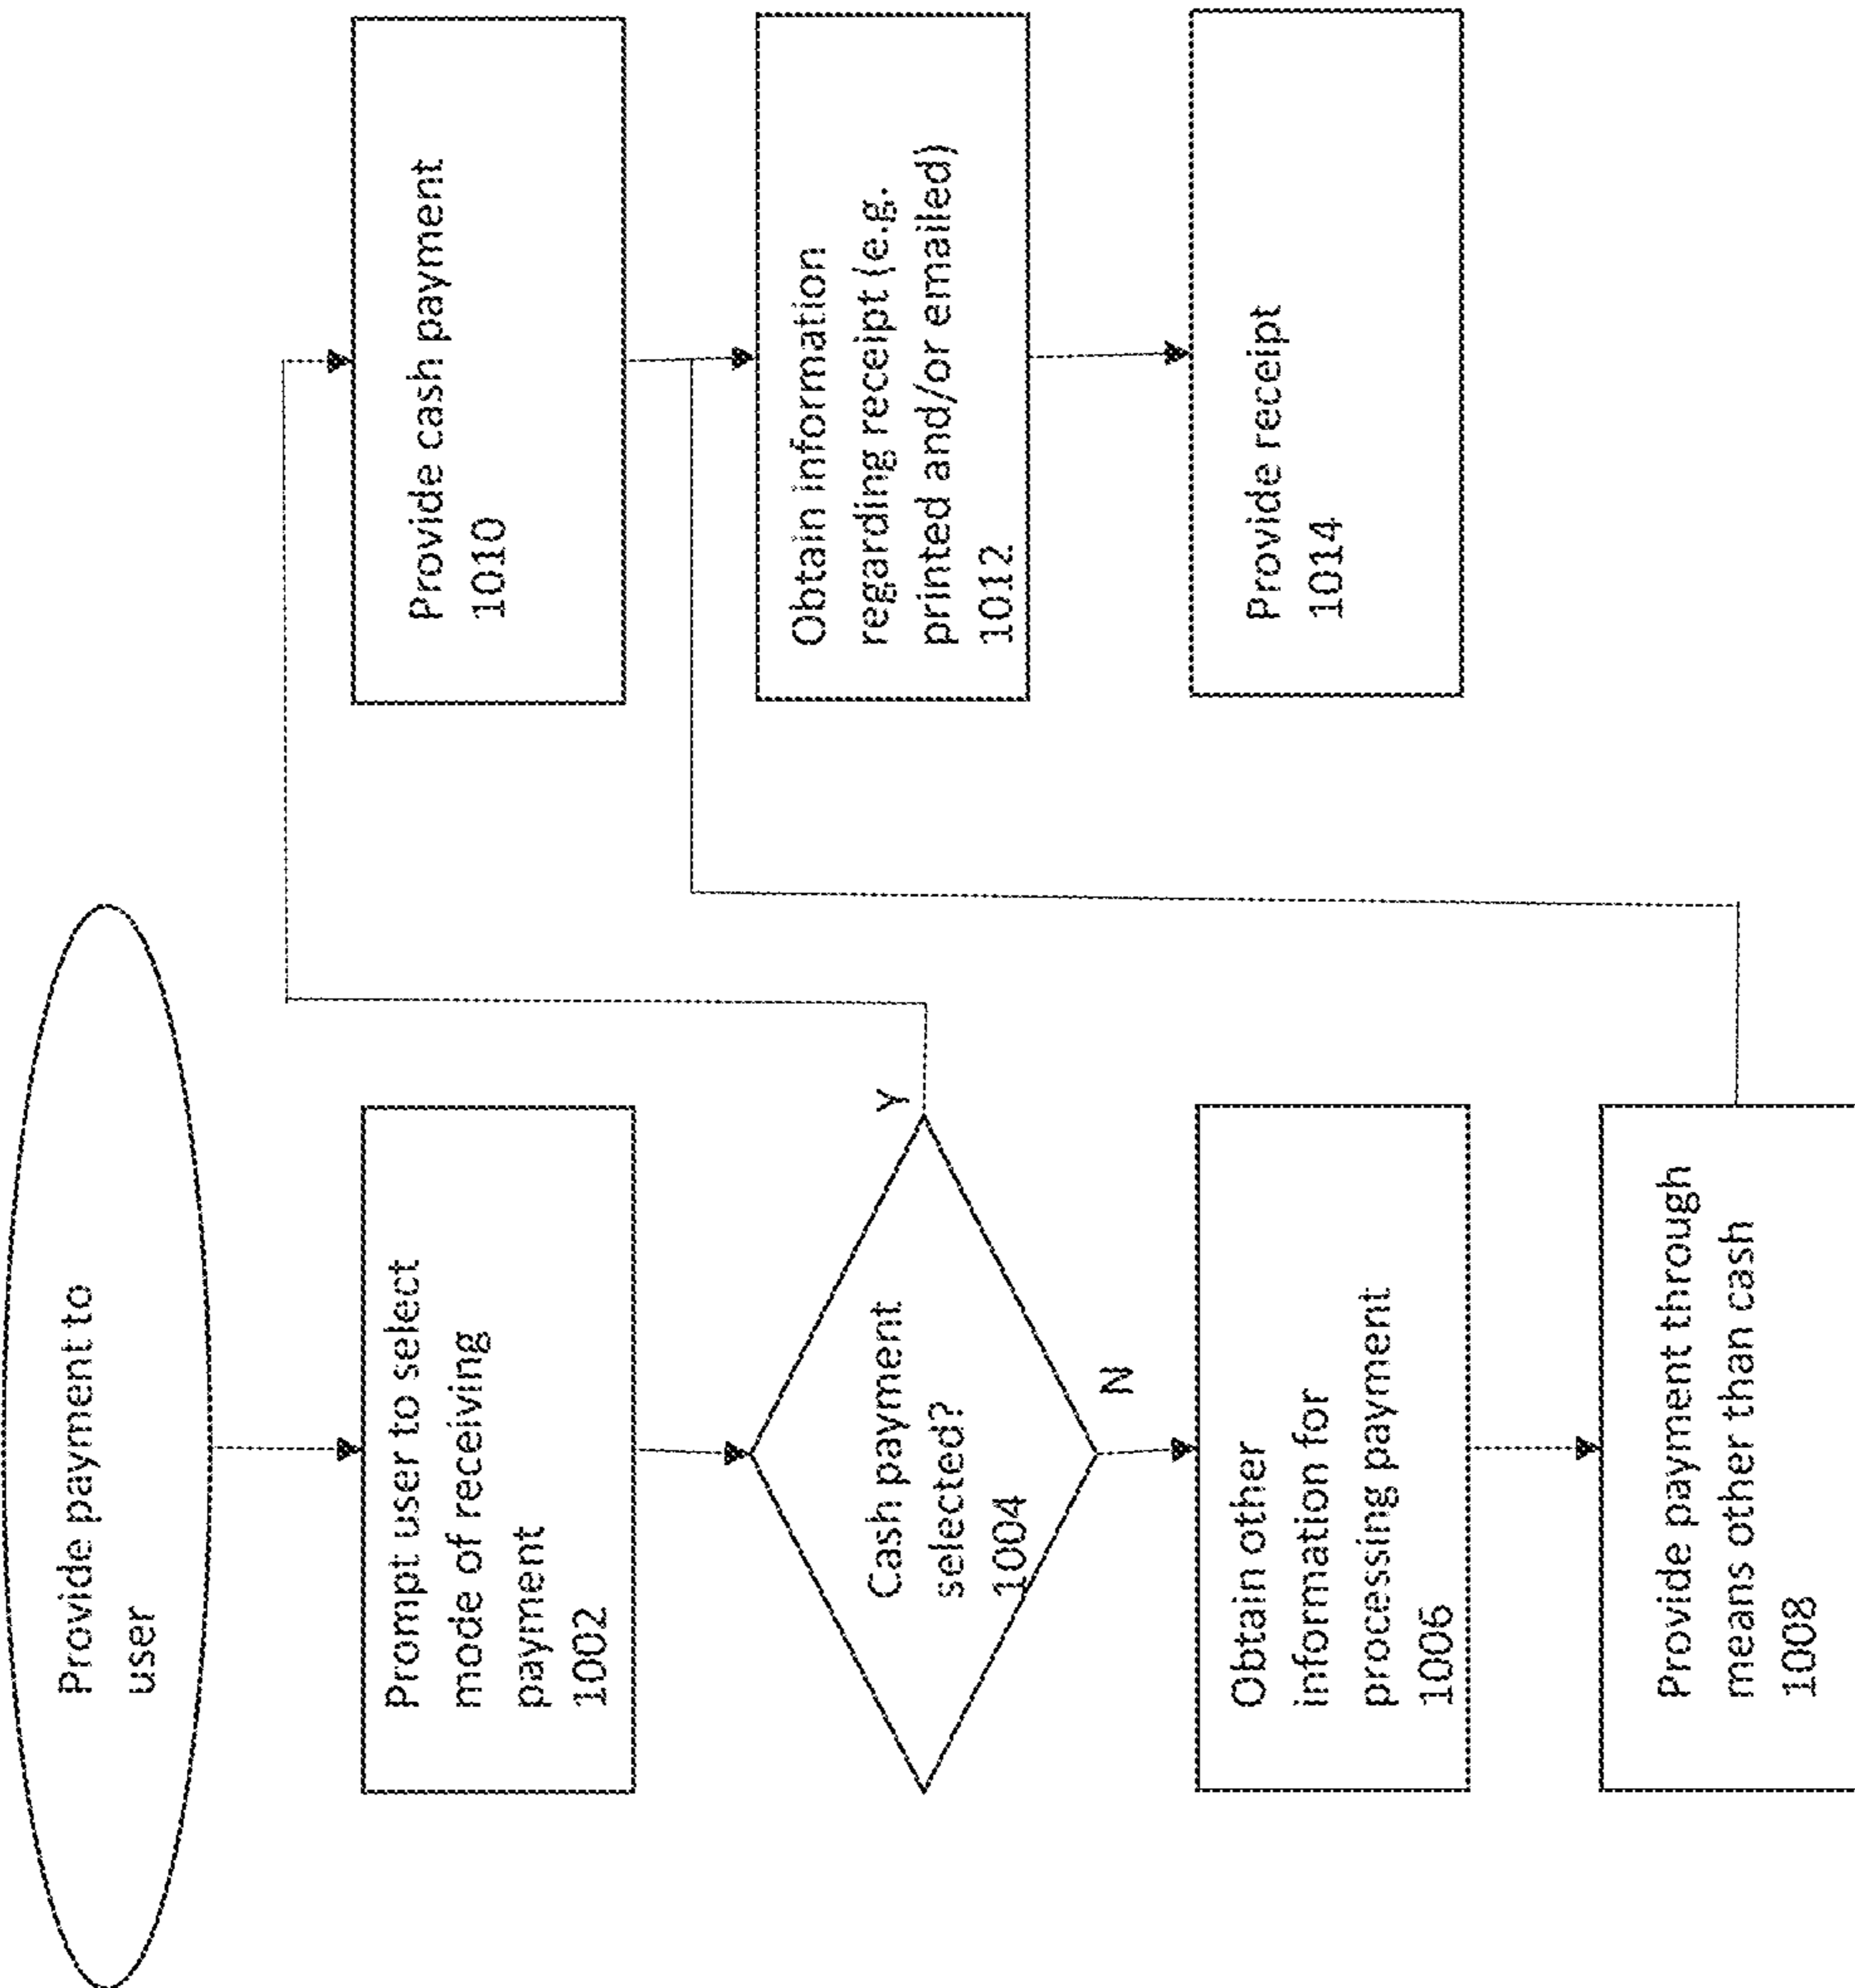 Provide payment to
user
Prompt user to select
mode of receiving
payment
1002
Cash payment
selected?
1004
Y
N
Obtain other
information for
processing payment
1006
Provide payment through
means other than cash
1008
Provide cash payment
1010
Obtain information
regarding receipt (e.g.
printed and/or emailed)
1012
Provide receipt
1014